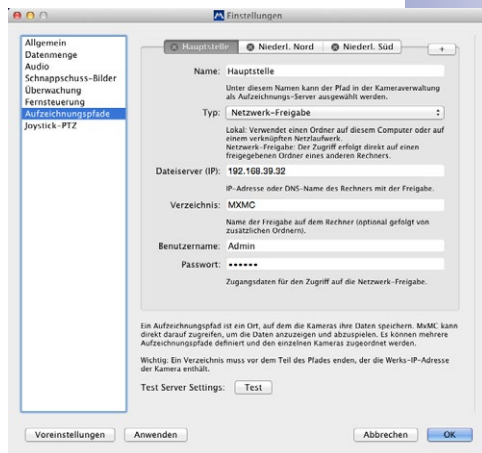 Einstellungen
Allgemein
Datenmenge
Audio
Schnappschuss-Bilder
Überwachung
Fernsteuerung
Aufzeichnungspfade
Joystick-PTZ
Hauptstelle
Niederl. Nord
Niederl. Süd
+
Name: Hauptstelle
Unter diesem Namen kann der Pfad in der Kameraverwaltung
als Aufzeichnungs-Server ausgewählt werden.
Typ: Netzwerk-Freigabe
Lokal: Verwendet einen Ordner auf diesem Computer oder auf
einem verknüpften Netzlaufwerk.
Netzwerk-Freigabe: Der Zugriff erfolgt direkt auf einen
freigegebenen Ordner eines anderen Rechners.
Dateiserver (IP): 192.168.39.32
IP-Adresse oder DNS-Name des Rechners mit der Freigabe.
Verzeichnis: MXMC
Name der Freigabe auf dem Rechner (optional gefolgt von
zusätzlichen Ordnern).
Benutzername: Admin
Passwort: ••••••
Zugangsdaten für den Zugriff auf die Netzwerk-Freigabe.
Ein Aufzeichnungspfad ist ein Ort, auf dem die Kameras ihre Daten speichern. MxMC kann
direkt darauf zugreifen, um die Daten anzuzeigen und abzuspielen. Es können mehrere
Aufzeichnungspfade definiert und den einzelnen Kameras zugeordnet werden.
Wichtig: Ein Verzeichnis muss vor dem Teil des Pfades enden, der die Werks-IP-Adresse
der Kamera enthält.
Test Server Settings: Test
Voreinstellungen
Anwenden
Abbrechen
OK